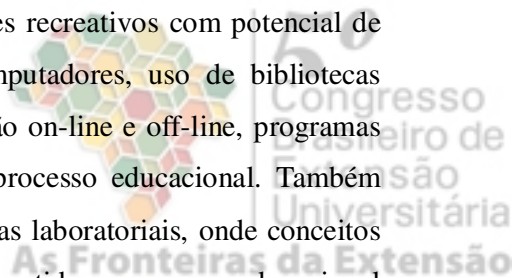 es recreativos com potencial de
mputadores, uso de bibliotecas
ão on-line e off-line, programas
processo educacional. Também
as laboratoriais, onde conceitos
5º
Congresso
Brasileiro de
Extensão
Universitária
As Fronteiras da Extensão